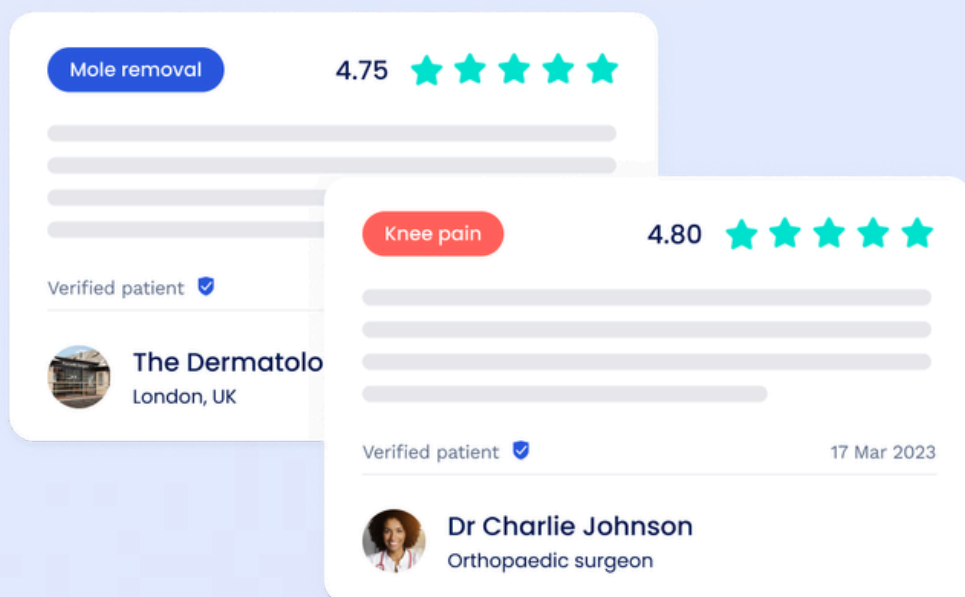 Mole removal
4.75
Verified patient
The Dermatolo
London, UK
Knee pain
4.80
Verified patient
17 Mar 2023
Dr Charlie Johnson
Orthopaedic surgeon